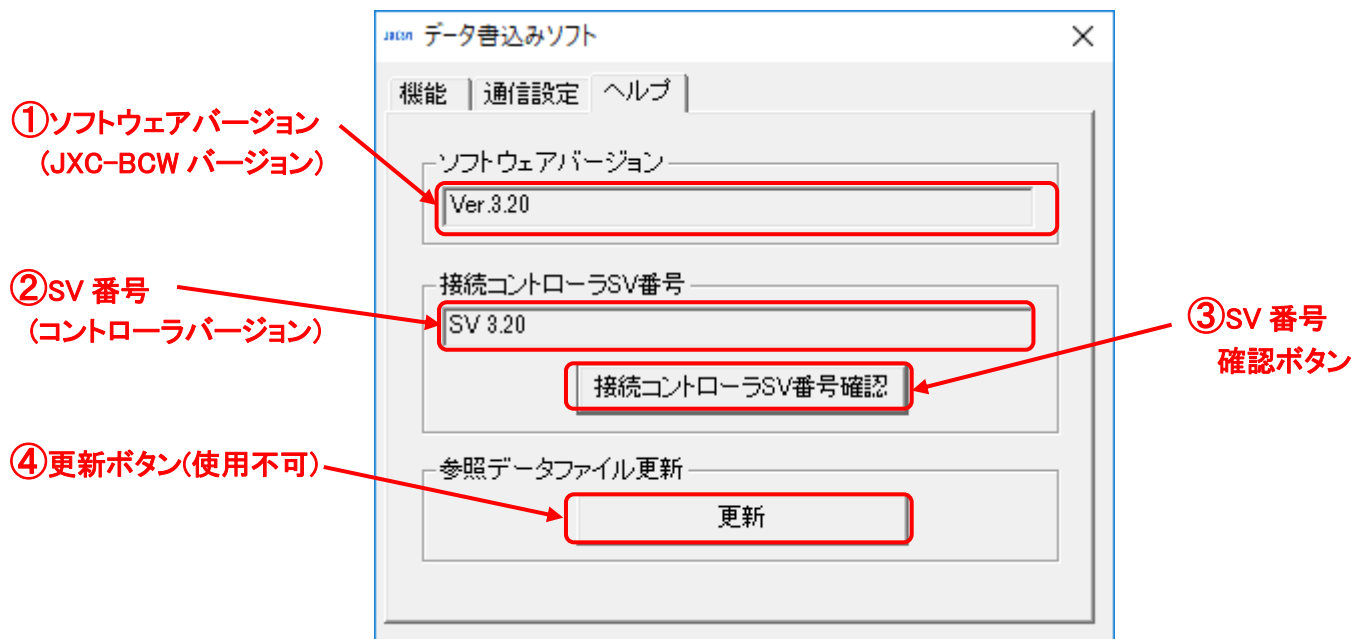 データ書込みソフト
機能
通信設定
ヘルプ
①ソフトウェアバージョン
(JXC-BCW バージョン)
ソフトウェアバージョン
Ver.3.20
②SV 番号
(コントローラバージョン)
接続コントローラSV番号
SV 3.20
③SV 番号
確認ボタン
接続コントローラSV番号確認
④更新ボタン(使用不可)
参照データファイル更新
更新